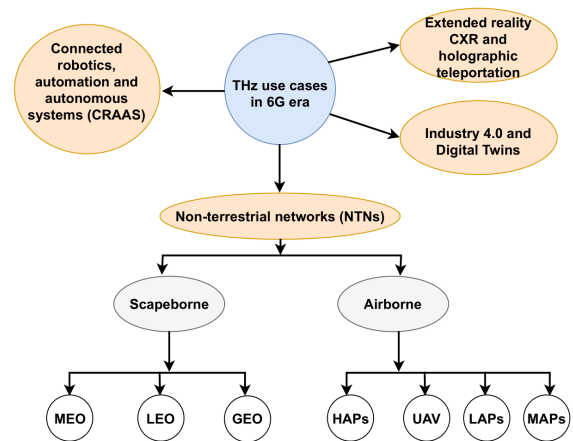 Connected
robotics,
automation and
autonomous
systems (CRAAS)
THz use cases
in 6G era
Extended reality
CXR and
holographic
teleportation
Industry 4.0 and
Digital Twins
Non-terrestrial networks (NTNs)
Scapeborne
Airborne
MEO
LEO
GEO
HAPs
UAV
LAPs
MAPs